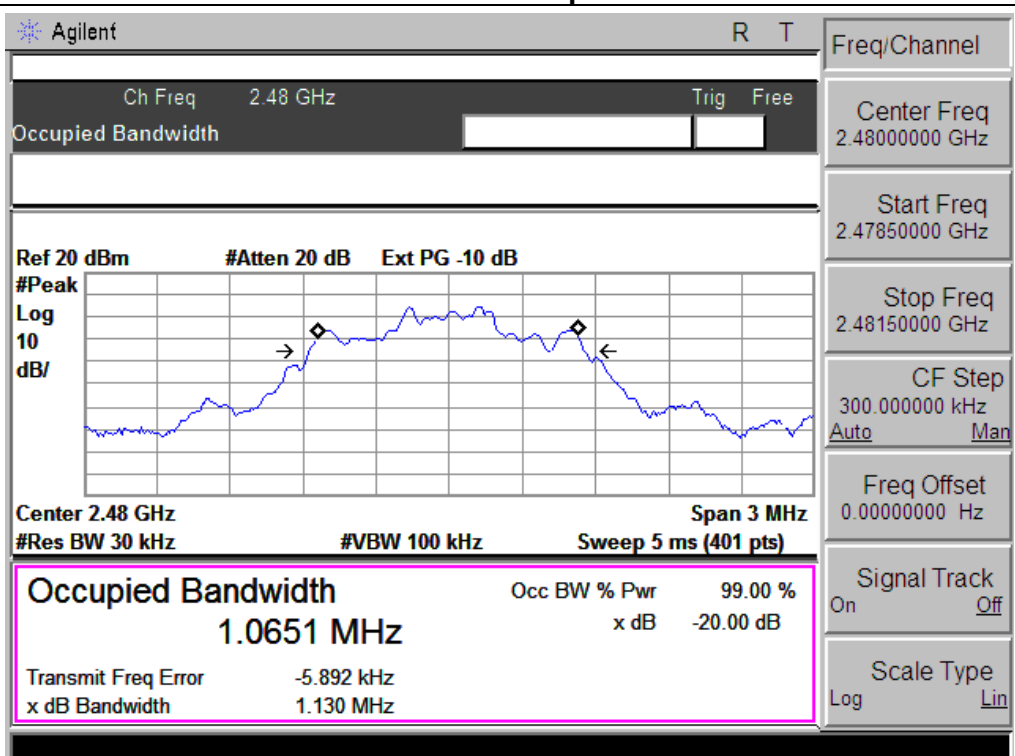 Agilent R T
Ch Freq 2.48 GHz Trig Free
Occupied Bandwidth
Ref 20 dBm #Atten 20 dB Ext PG -10 dB
#Peak
Log
10
dB/
Center 2.48 GHz Span 3 MHz
#Res BW 30 kHz #VBW 100 kHz Sweep 5 ms (401 pts)
Occupied Bandwidth Occ BW % Pwr 99.00 %
1.0651 MHz x dB -20.00 dB
Transmit Freq Error -5.892 kHz
x dB Bandwidth 1.130 MHz
Freq/Channel
Center Freq
2.48000000 GHz
Start Freq
2.47850000 GHz
Stop Freq
2.48150000 GHz
CF Step
300.000000 kHz
Auto Man
Freq Offset
0.00000000 Hz
Signal Track
On Off
Scale Type
Log Lin